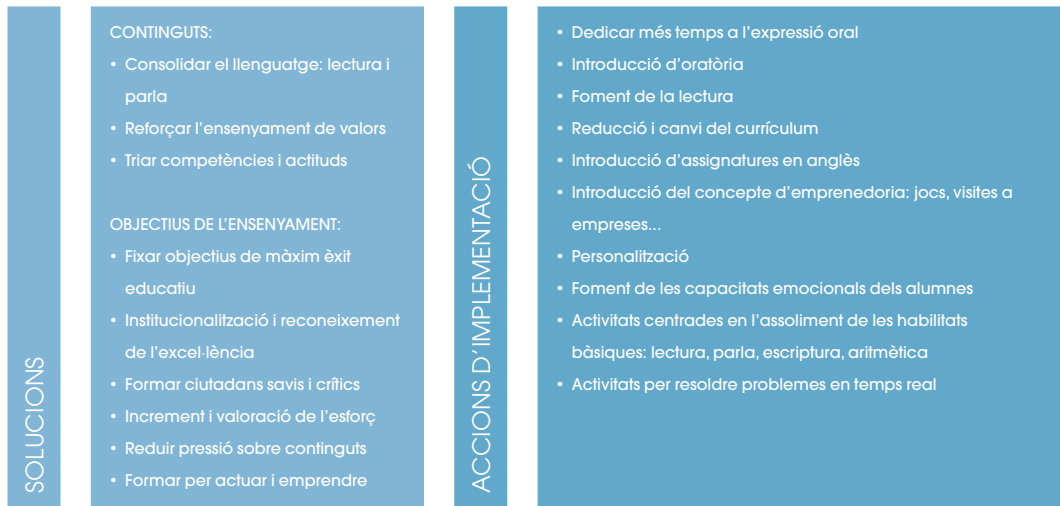 SOLUCIONS
CONTINGUTS:
• Consolidar el llenguatge: lectura i
parla
• Reforçar l'ensenyament de valors
• Triar competències i actituds
OBJECTIUS DE L'ENSENYAMENT:
• Fixar objectius de màxim èxit
educatiu
• Institucionalització i reconeixement
de l'excel·lència
• Formar ciutadans savis i crítics
• Increment i valoració de l'esforç
• Reduir pressió sobre continguts
• Formar per actuar i emprendre
ACCIONS D'IMPLEMENTACIÓ
• Dedicar més temps a l'expressió oral
• Introducció d'oratòria
• Foment de la lectura
• Reducció i canvi del currículum
• Introducció d'assignatures en anglès
• Introducció del concepte d'emprenedoria: jocs, visites a
empreses...
• Personalització
• Foment de les capacitats emocionals dels alumnes
• Activitats centrades en l'assoliment de les habilitats
bàsiques: lectura, parla, escriptura, aritmètica
• Activitats per resoldre problemes en temps real